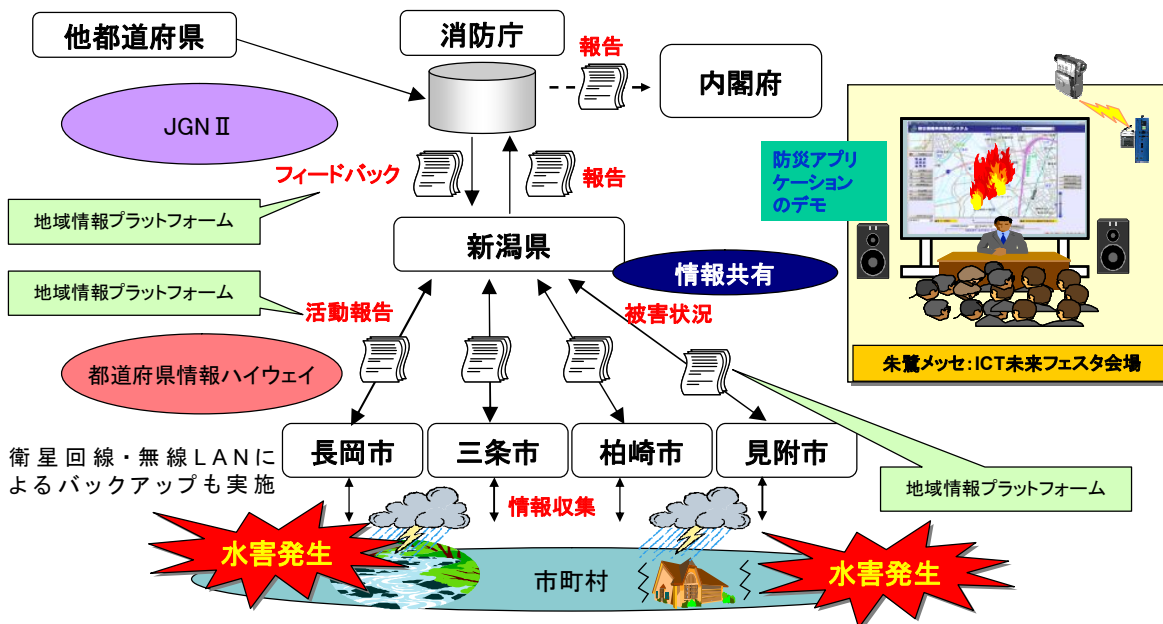 他都道府県
消防庁
報告
内閣府
JGNⅡ
フィードバック
報告
地域情報プラットフォーム
新潟県
防災アプリ
ケーション
のデモ
情報共有
地域情報プラットフォーム
活動報告
被害状況
朱鷺メッセ:ICT未来フェスタ会場
都道府県情報ハイウェイ
長岡市
三条市
柏崎市
見附市
衛星回線・無線LANに
よるバックアップも実施
情報収集
地域情報プラットフォーム
水害発生
市町村
水害発生